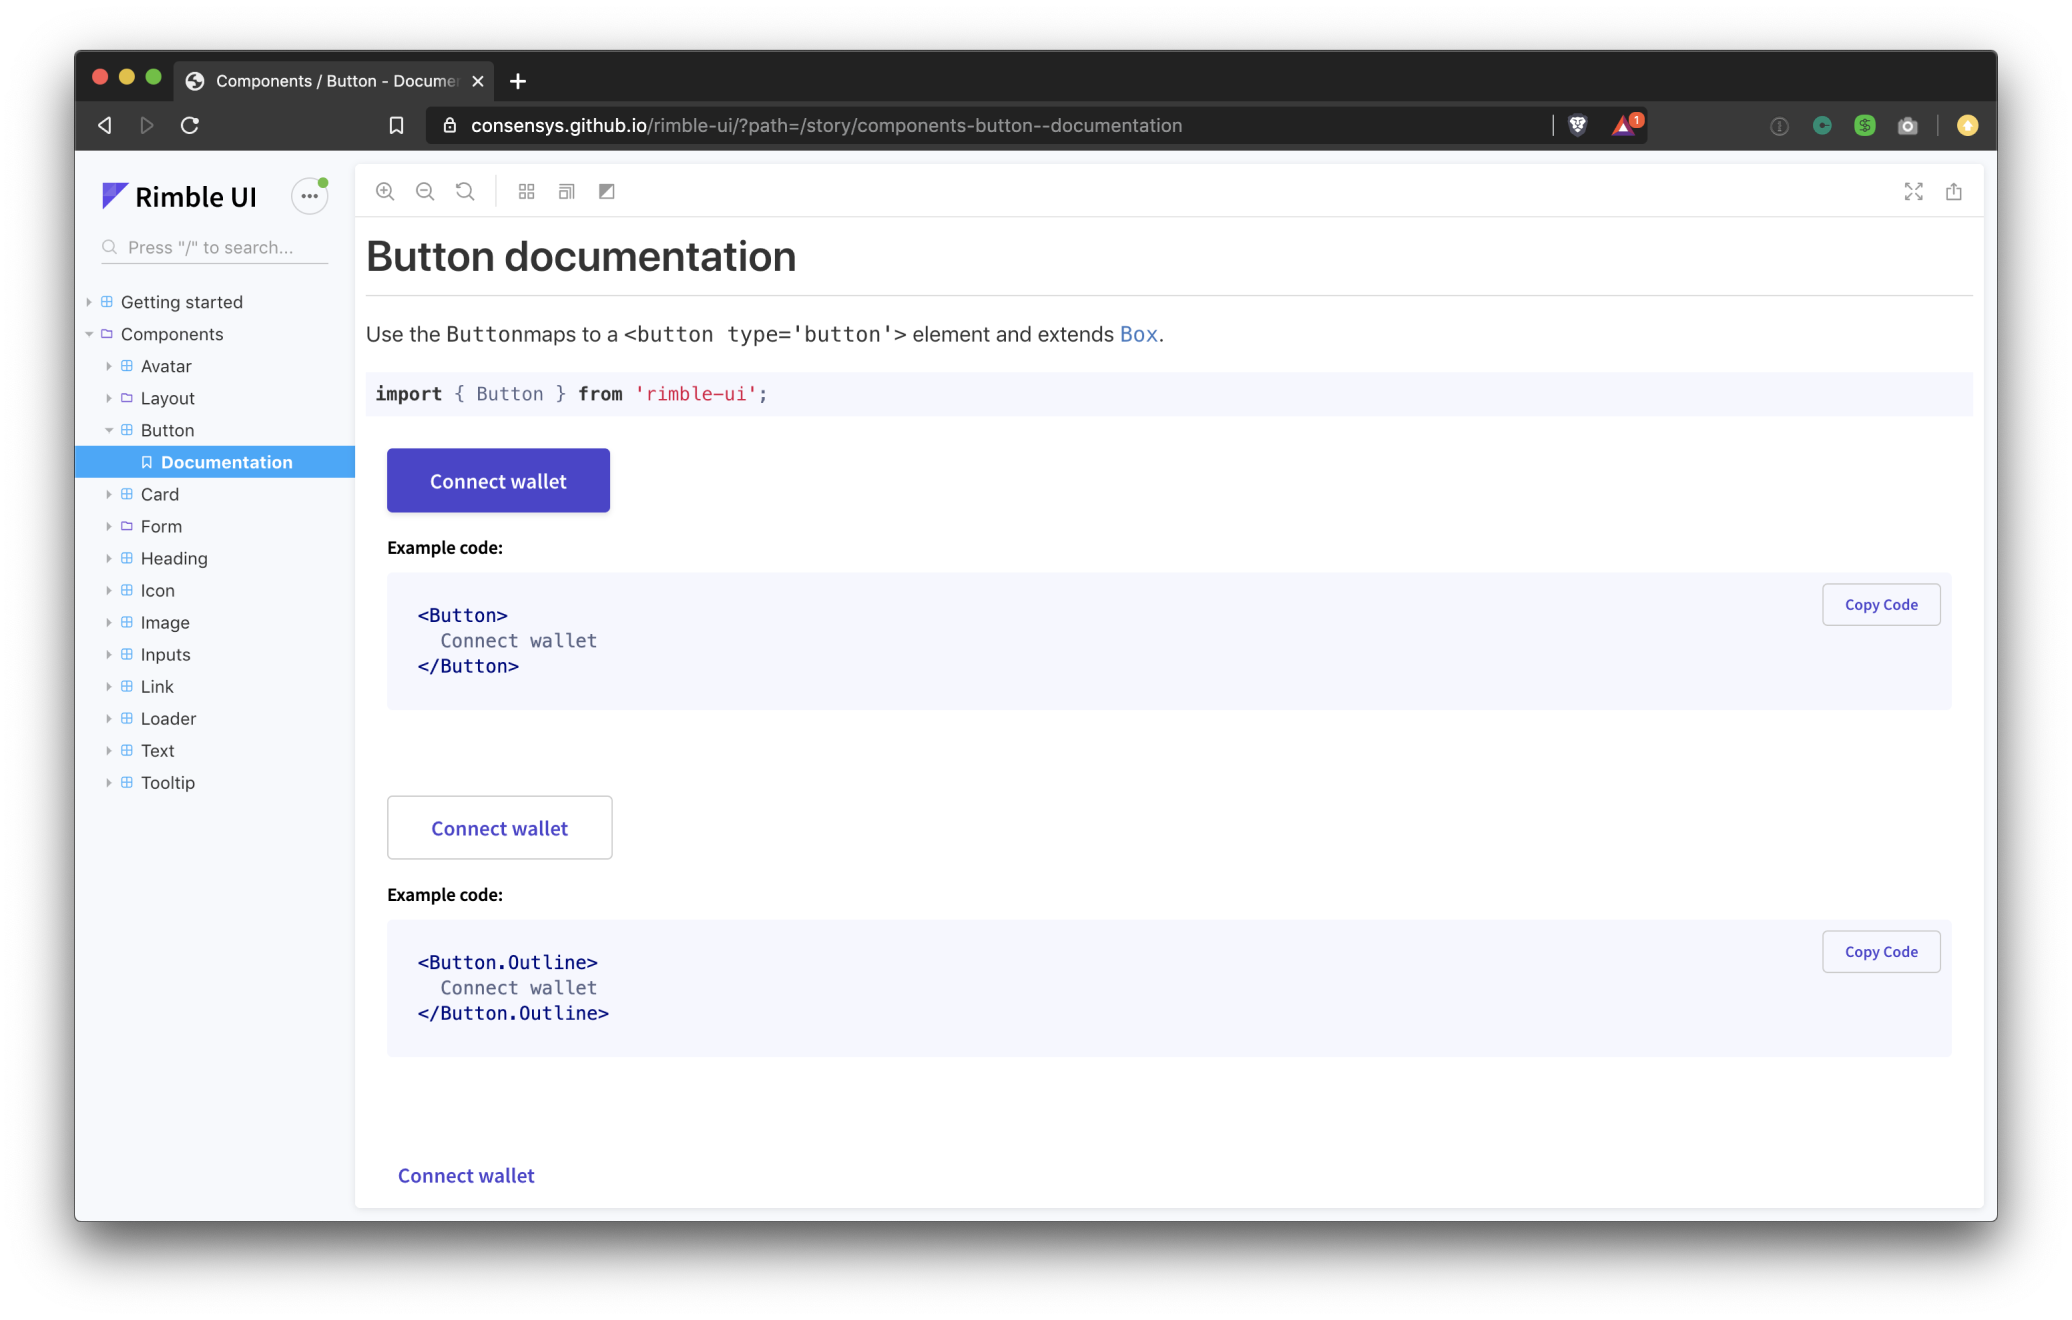 Components / Button - Docume
consensys.github.io/rimble-ui/?path=/story/components-button--documentation
1
Rimble UI
Press "/" to search...
Getting started
Components
Avatar
Layout
Button
Documentation
Card
Form
Heading
Icon
Image
Inputs
Link
Loader
Text
Tooltip
Button documentation
Use the Buttonmaps to a <button type='button'> element and extends Box.
import { Button } from 'rimble-ui';
Connect wallet
Example code:
Copy Code
<Button>
  Connect wallet
</Button>
Connect wallet
Example code:
Copy Code
<Button.Outline>
  Connect wallet
</Button.Outline>
Connect wallet